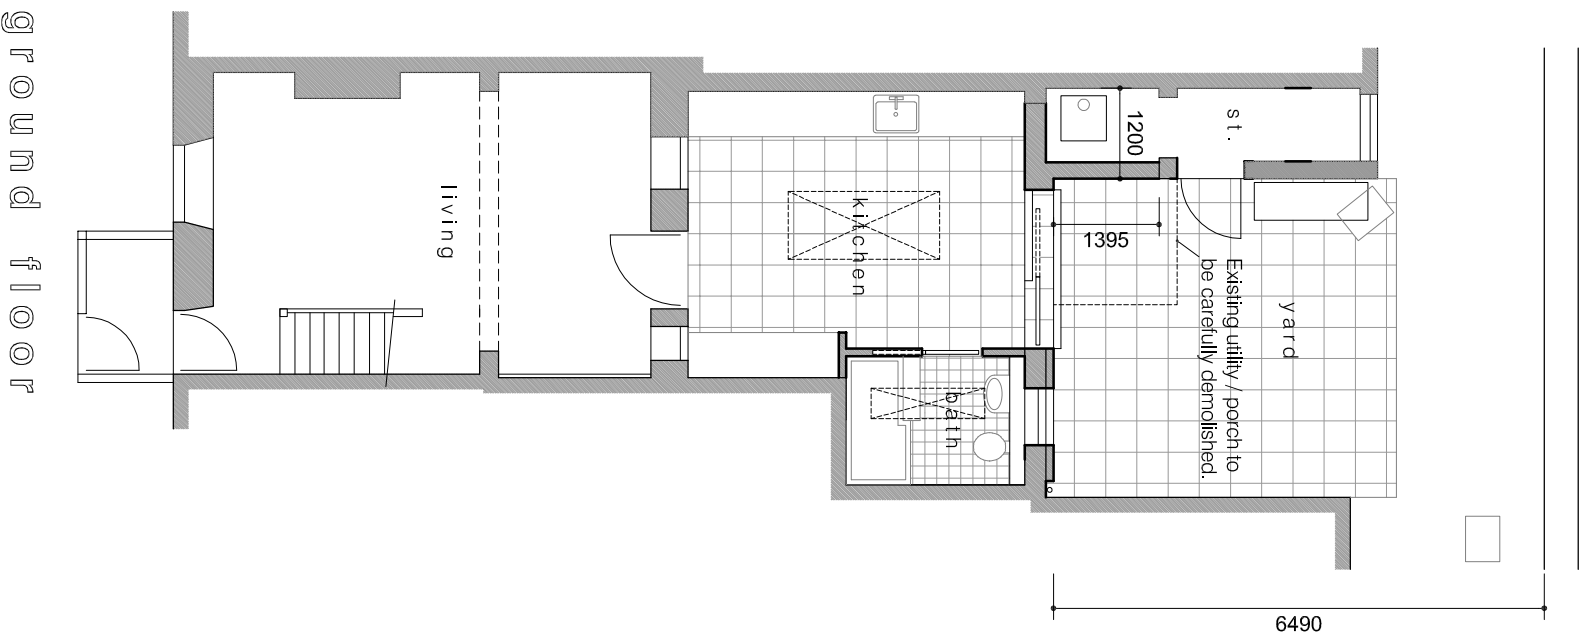 ground floor
living
kitchen
bath
1200
st.
1395
Existing utility / porch to
be carefully demolished.
yard
6490